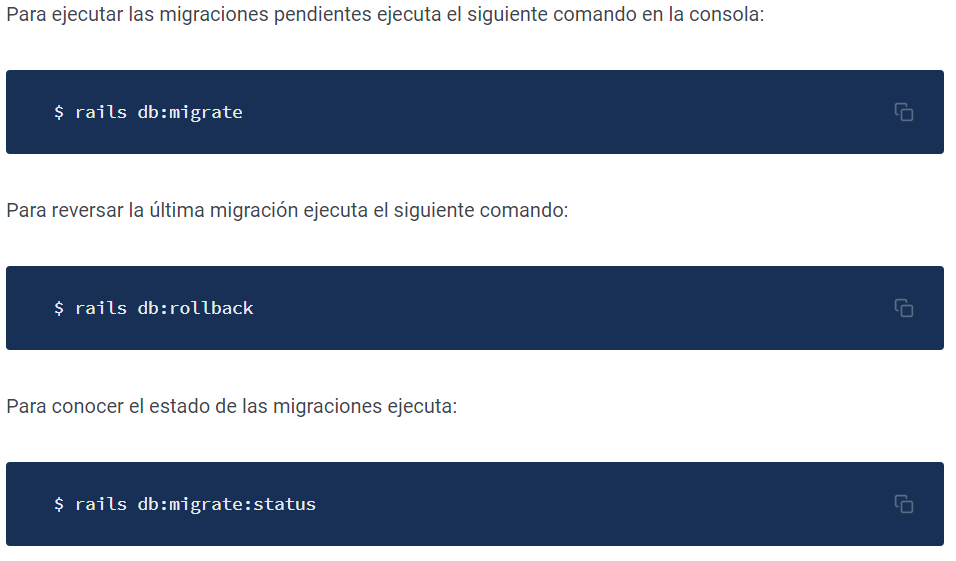 Para ejecutar las migraciones pendientes ejecuta el siguiente comando en la consola:
$ rails db:migrate
Para reversar la última migración ejecuta el siguiente comando:
$ rails db:rollback
Para conocer el estado de las migraciones ejecuta:
$ rails db:migrate:status